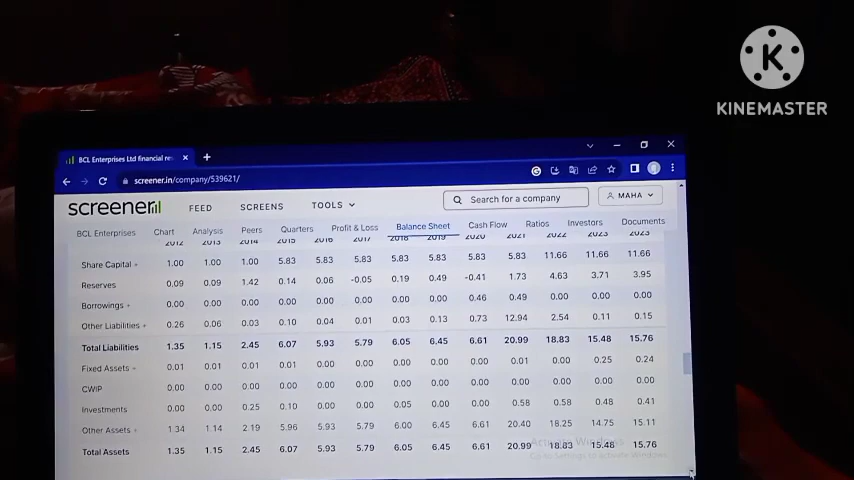 KINEMASTER
BCL Enterprises Ltd financial res
screener.in/company/539621/
screener FEED SCREENS TOOLS Search for a company MAHA
BCL Enterprises Chart Analysis Peers Quarters Profit & Loss Balance Sheet Cash Flow Ratios Investors Documents
2012 2013 2014 2015 2016 2017 2018 2019 2020 2021 2022 2023 2023
Share Capital + 1.00 1.00 1.00 5.83 5.83 5.83 5.83 5.83 5.83 5.83 11.66 11.66 11.66
Reserves 0.09 0.09 1.42 0.14 0.06 -0.05 0.19 0.49 -0.41 1.73 4.63 3.71 3.95
Borrowings + 0.00 0.00 0.00 0.00 0.00 0.00 0.00 0.00 0.46 0.49 0.00 0.00 0.00
Other Liabilities + 0.26 0.06 0.03 0.10 0.04 0.01 0.03 0.13 0.73 12.94 2.54 0.11 0.15
Total Liabilities 1.35 1.15 2.45 6.07 5.93 5.79 6.05 6.45 6.61 20.99 18.83 15.48 15.76
Fixed Assets + 0.01 0.01 0.01 0.01 0.00 0.00 0.00 0.00 0.00 0.01 0.00 0.25 0.24
CWIP 0.00 0.00 0.00 0.00 0.00 0.00 0.00 0.00 0.00 0.00 0.00 0.00 0.00
Investments 0.00 0.00 0.25 0.10 0.00 0.00 0.05 0.00 0.00 0.58 0.58 0.48 0.41
Other Assets + 1.34 1.14 2.19 5.96 5.93 5.79 6.00 6.45 6.61 20.40 18.25 14.75 15.11
Activate Windows
Total Assets 1.35 1.15 2.45 6.07 5.93 5.79 6.05 6.45 6.61 20.99 18.83 15.48 15.76
Go to Settings to activate Windows.